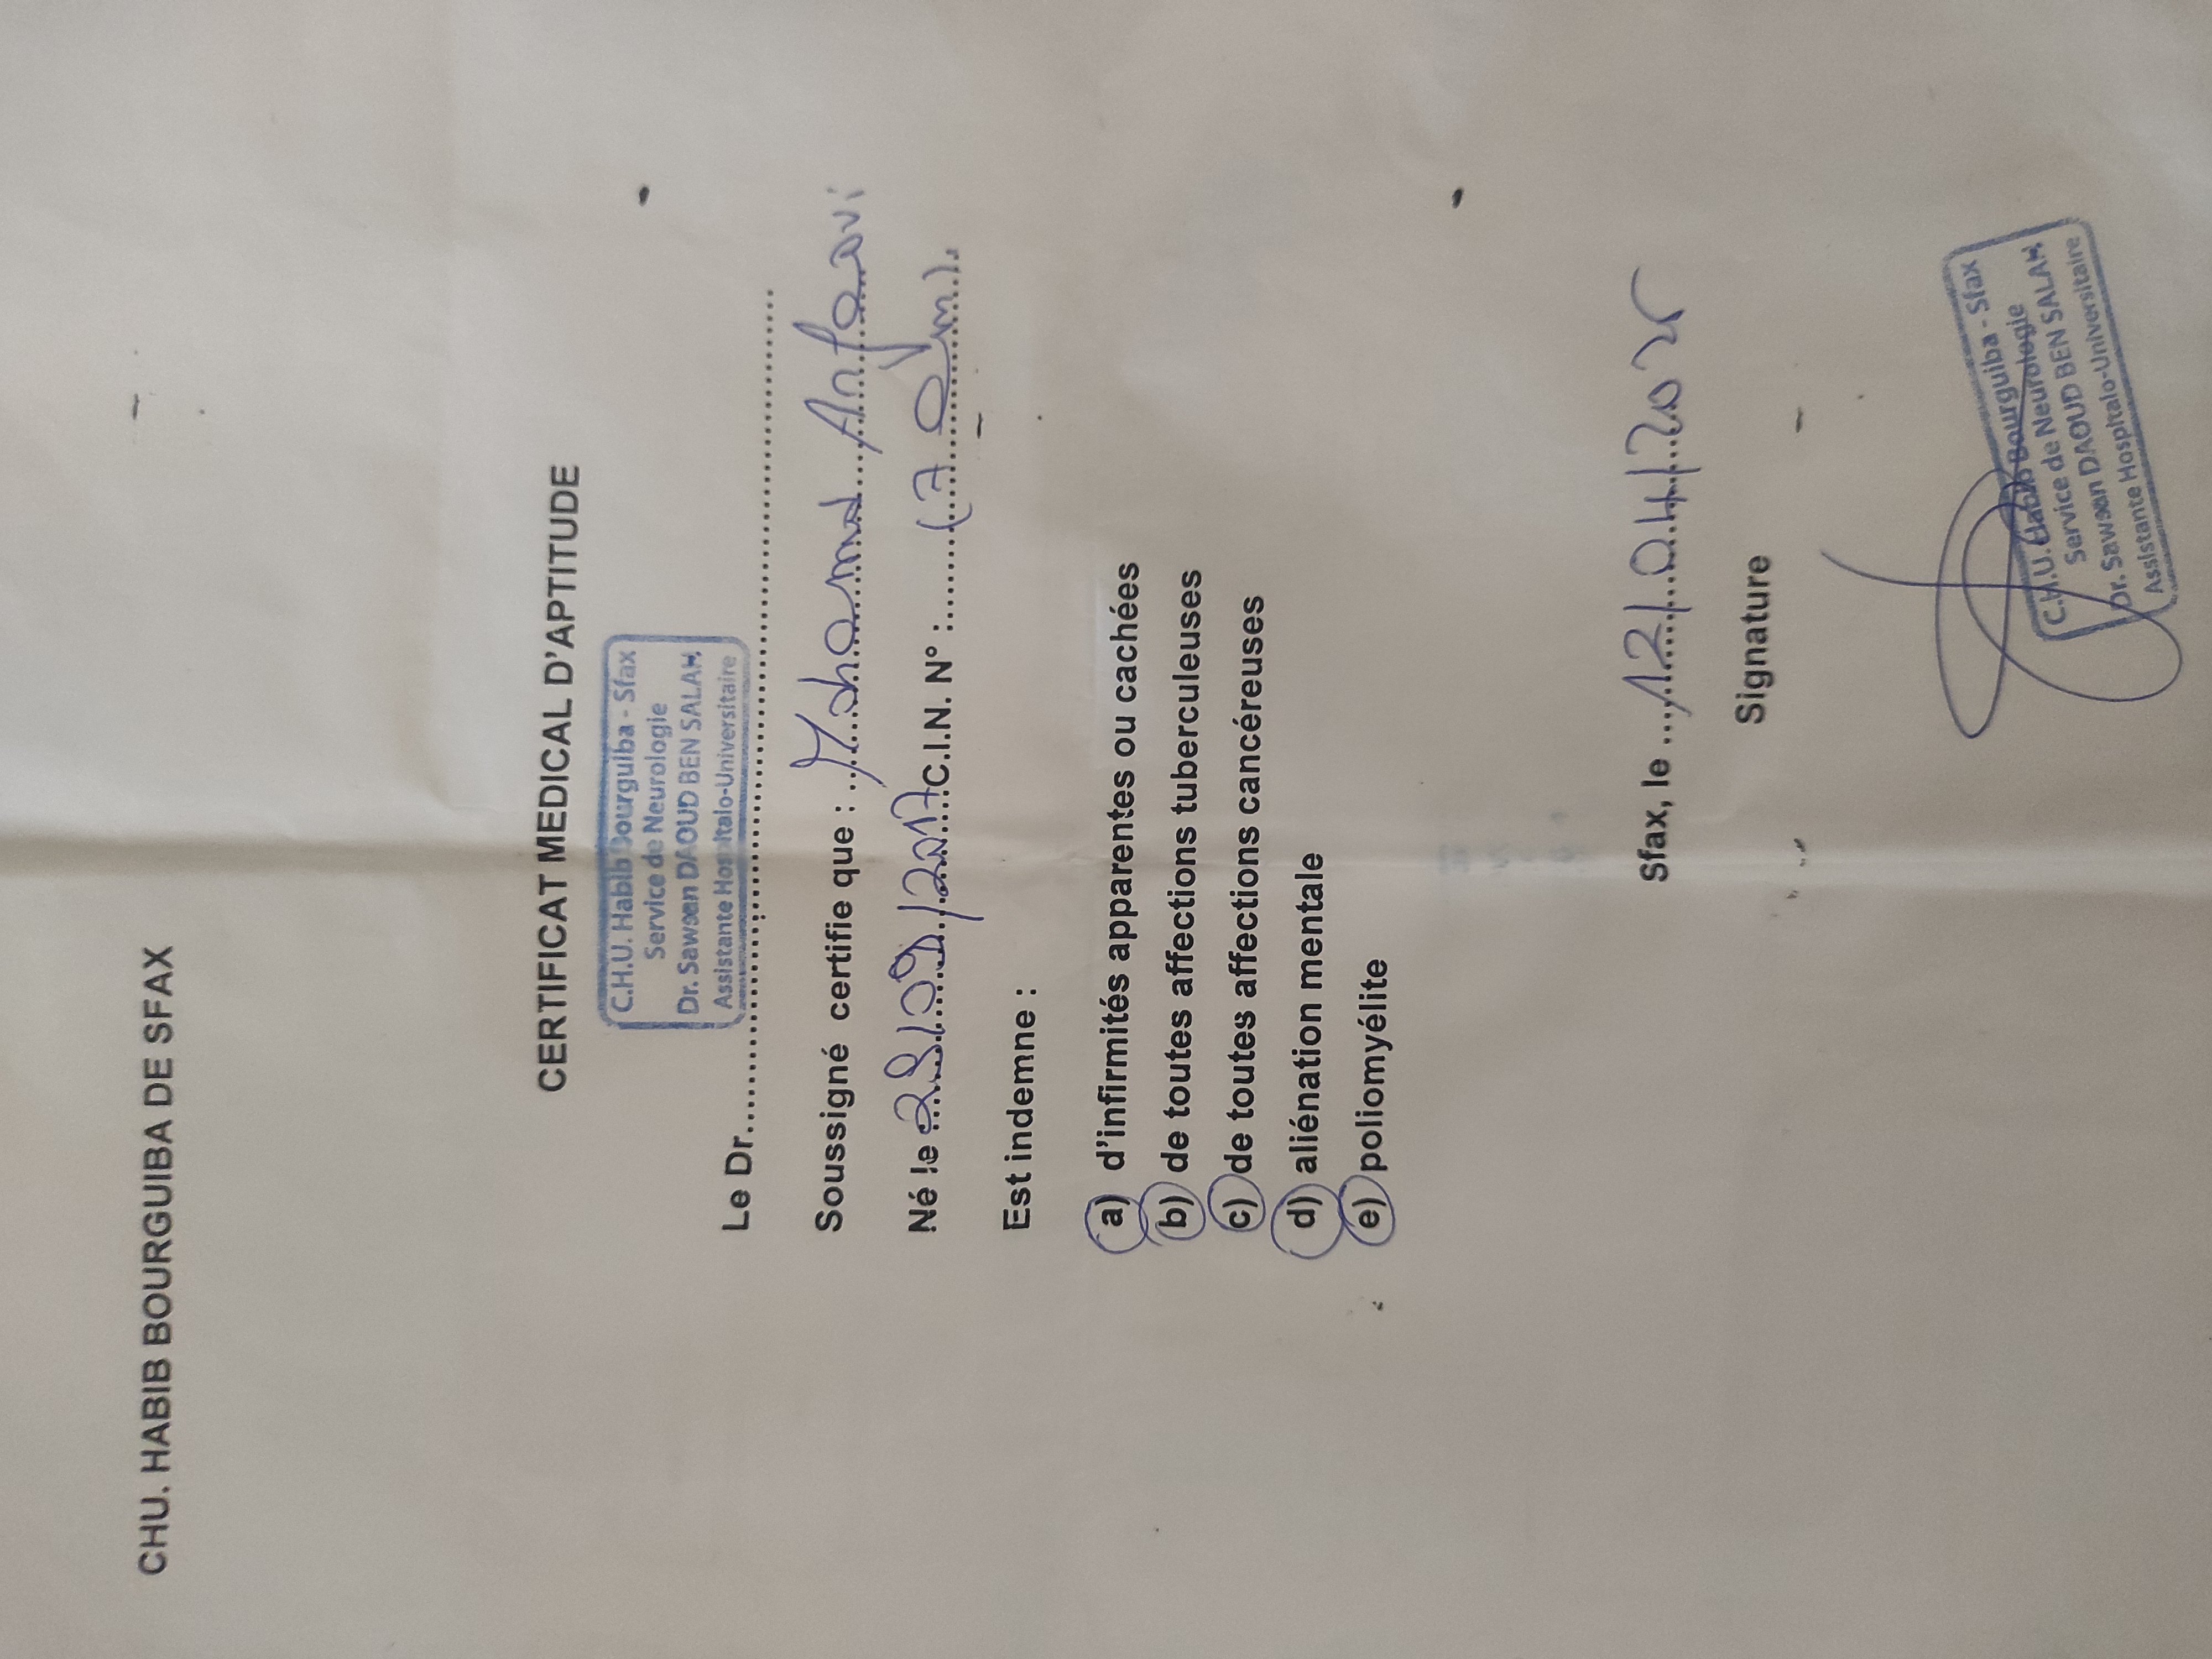 CHU. HABIB BOURGUIBA DE SFAX
CERTIFICAT MEDICAL D'APTITUDE
C.H.U. Habib Bourguiba - Sfax
Service de Neurologie
Dr. Sawsan DAOUD BEN SALAH
Assistante Hospitalo-Universitaire
Le Dr..........
Soussigné certifie que : Mohamed
Né le 28/09/2017 C.I.N. N° : (7
Est indemne :
a) d'infirmités apparentes ou cachées
b) de toutes affections tuberculeuses
c) de toutes affections cancéreuses
d) aliénation mentale
e) poliomyélite
Sfax, le 12/04/2025
Signature
C.H.U. Habib Bourguiba - Sfax
Service de Neurologie
Dr. Sawsan DAOUD BEN SALAH
Assistante Hospitalo-Universitaire